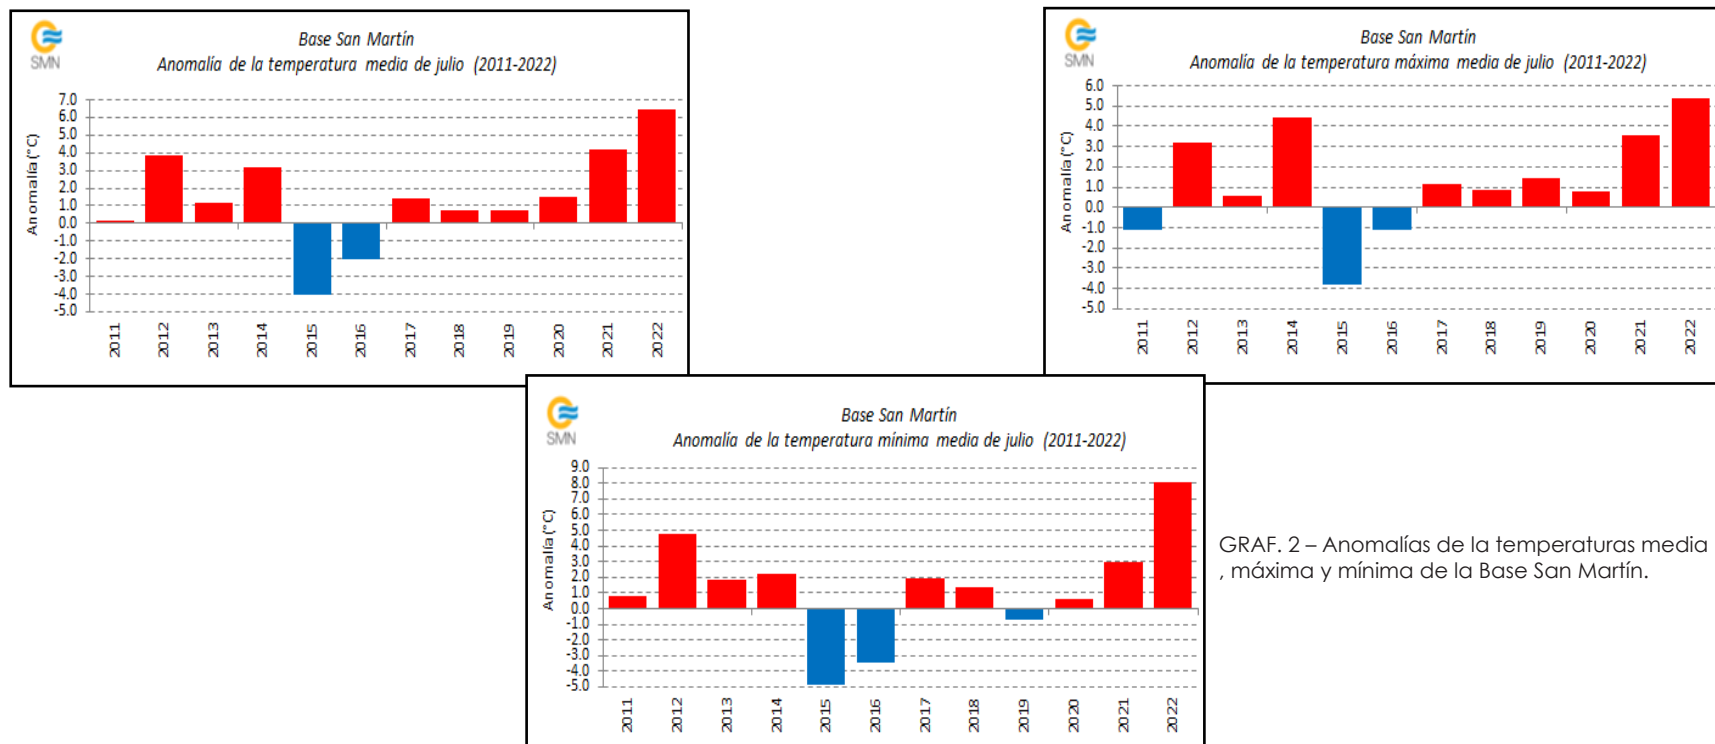 SMN
Base San Martín
Anomalía de la temperatura media de julio (2011-2022)
Anomalía (°C)
7.0
6.0
5.0
4.0
3.0
2.0
1.0
0.0
-1.0
-2.0
-3.0
-4.0
-5.0
2011 2012 2013 2014 2015 2016 2017 2018 2019 2020 2021 2022
SMN
Base San Martín
Anomalía de la temperatura máxima media de julio (2011-2022)
Anomalía (°C)
6.0
5.0
4.0
3.0
2.0
1.0
0.0
-1.0
-2.0
-3.0
-4.0
-5.0
2011 2012 2013 2014 2015 2016 2017 2018 2019 2020 2021 2022
SMN
Base San Martín
Anomalía de la temperatura mínima media de julio (2011-2022)
Anomalía (°C)
9.0
8.0
7.0
6.0
5.0
4.0
3.0
2.0
1.0
0.0
-1.0
-2.0
-3.0
-4.0
-5.0
2011 2012 2013 2014 2015 2016 2017 2018 2019 2020 2021 2022
GRAF. 2 – Anomalías de la temperaturas media
, máxima y mínima de la Base San Martín.